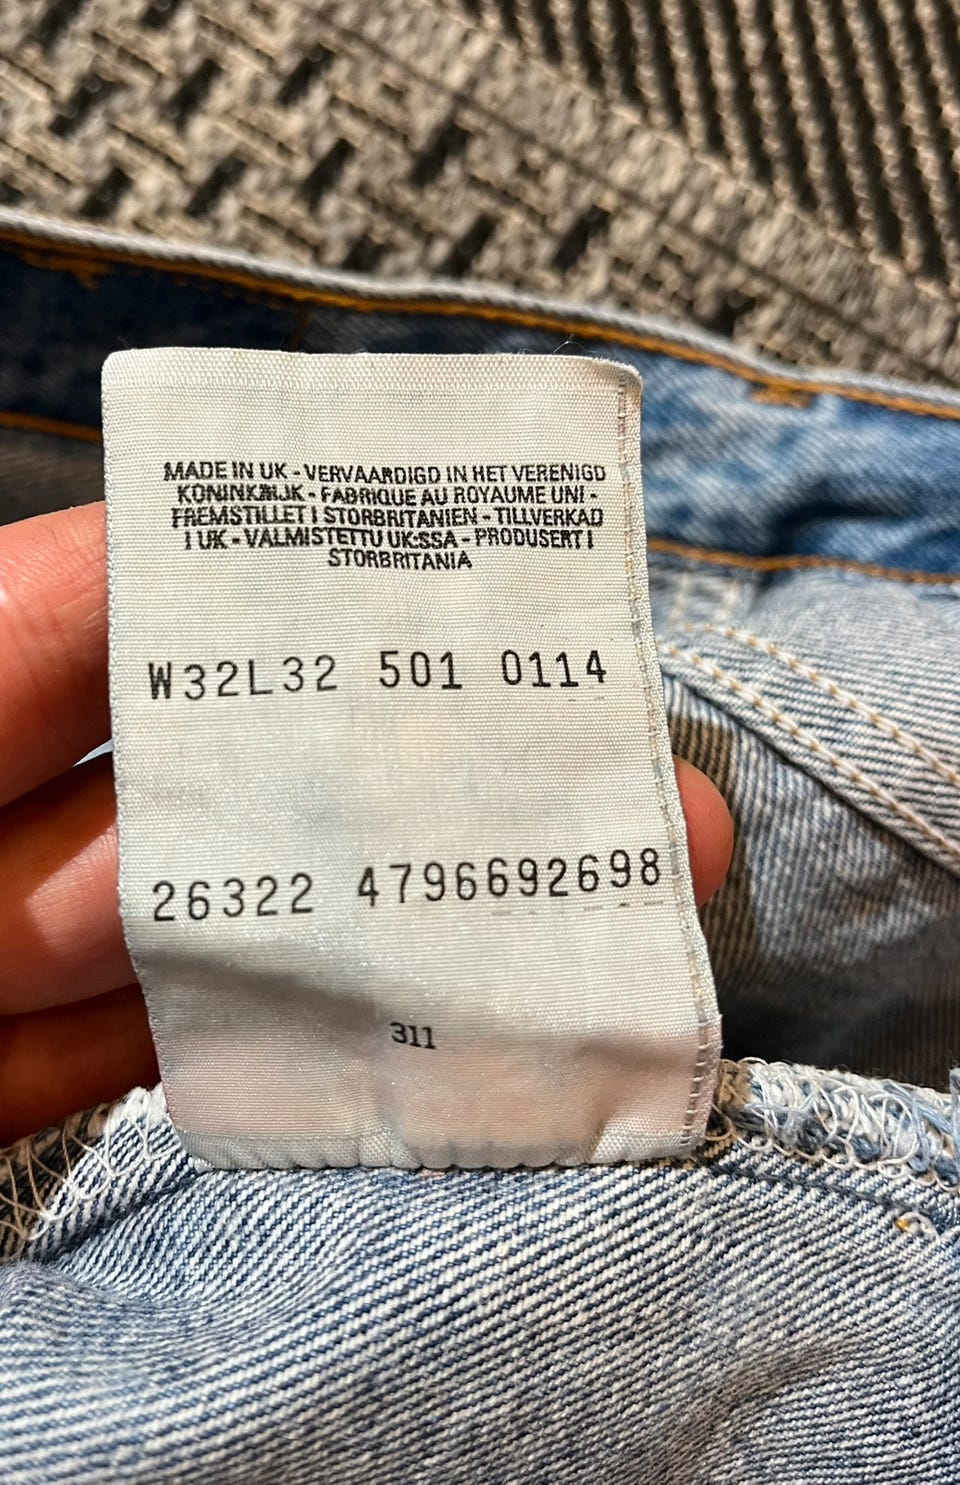 MADE IN UK - VERVAARDIGD IN HET VERENIGD
KONINKRIJK - FABRIQUE AU ROYAUME UNI -
FREMSTILLET I STORBRITANIEN - TILLVERKAD
I UK - VALMISTETTU UK:SSA - PRODUSERT I
STORBRITANIA
W32L32 501 0114
26322 4796692698
311